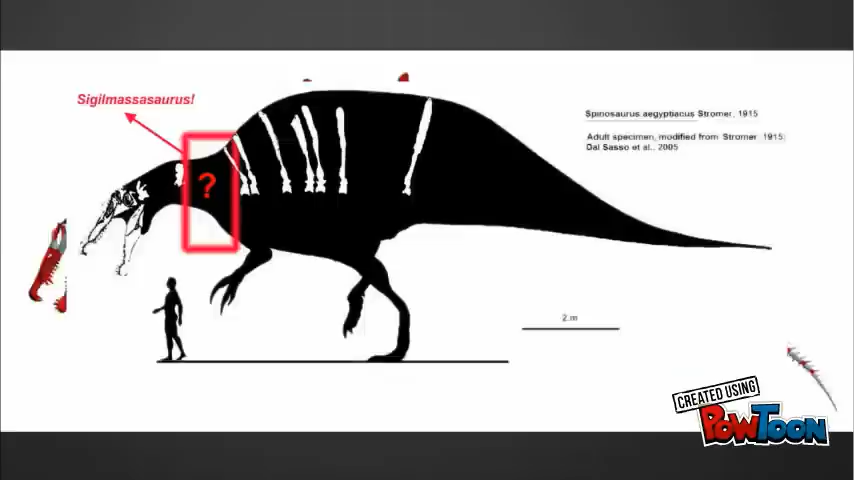 Sigilmassasaurus!
?
Spinosaurus aegyptiacus Stromer, 1915
Adult specimen, modified from Stromer 1915;
Dal Sasso et al., 2005
2 m
CREATED USING
POWTOON